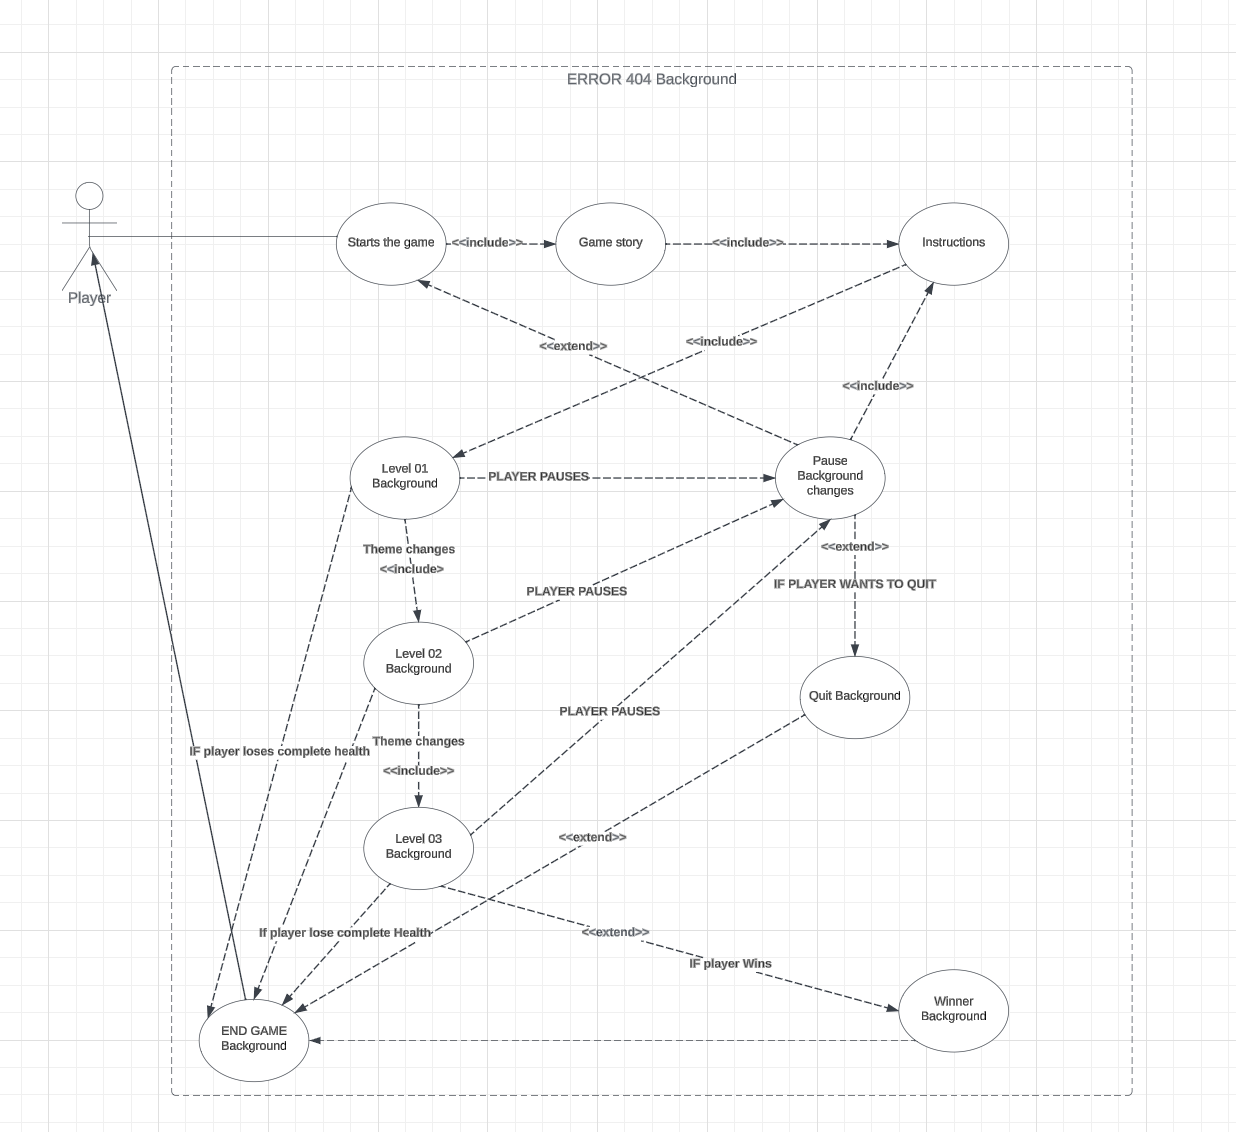 ERROR 404 Background
Player
Starts the game
<<include>>
Game story
<<include>>
Instructions
<<extend>>
<<include>>
<<include>>
Level 01
Background
PLAYER PAUSES
Pause
Background
changes
Theme changes
<<include>
<<extend>>
IF PLAYER WANTS TO QUIT
PLAYER PAUSES
Level 02
Background
Quit Background
PLAYER PAUSES
IF player loses complete health
Theme changes
<<include>>
Level 03
Background
<<extend>>
If player lose complete Health
<<extend>>
IF player Wins
Winner
Background
END GAME
Background